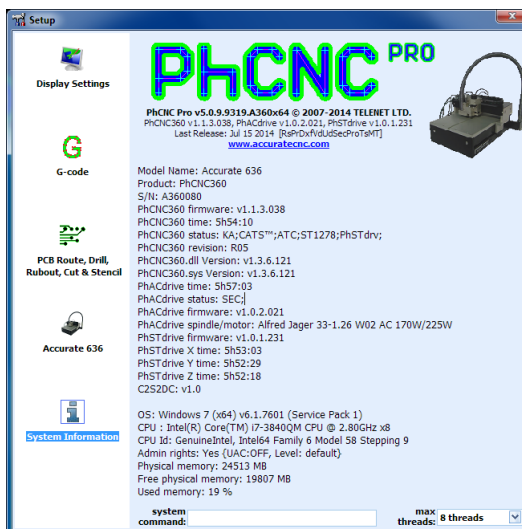 Setup
Display Settings
G
G-code
PCB Route, Drill,
Rubout, Cut & Stencil
Accurate 636
System Information
PhCNC PRO
PhCNC Pro v5.0.9.9319.A360x64 © 2007-2014 TELENET LTD.
PhCNC360 v1.1.3.038, PhACdrive v1.0.2.021, PhSTdrive v1.0.1.231
Last Release: Jul 15 2014 [RsPrDxfVdUdSecProTsMT]
www.accuratecnc.com
Model Name: Accurate 636
Product: PhCNC360
S/N: A360080
PhCNC360 firmware: v1.1.3.038
PhCNC360 time: 5h54:10
PhCNC360 status: KA;CATS™;ATC;ST1278;PhSTdrv;
PhCNC360 revision: R05
PhCNC360.dll Version: v1.3.6.121
PhCNC360.sys Version: v1.3.6.121
PhACdrive time: 5h57:03
PhACdrive status: SEC;
PhACdrive firmware: v1.0.2.021
PhACdrive spindle/motor: Alfred Jager 33-1.26 W02 AC 170W/225W
PhSTdrive firmware: v1.0.1.231
PhSTdrive X time: 5h53:03
PhSTdrive Y time: 5h52:29
PhSTdrive Z time: 5h52:18
C2S2DC: v1.0
OS: Windows 7 (x64) v6.1.7601 (Service Pack 1)
CPU : Intel(R) Core(TM) i7-3840QM CPU @ 2.80GHz x8
CPU Id: GenuineIntel, Intel64 Family 6 Model 58 Stepping 9
Admin rights: Yes {UAC:OFF, Level: default}
Physical memory: 24513 MB
Free physical memory: 19807 MB
Used memory: 19 %
system command:
max threads: 8 threads